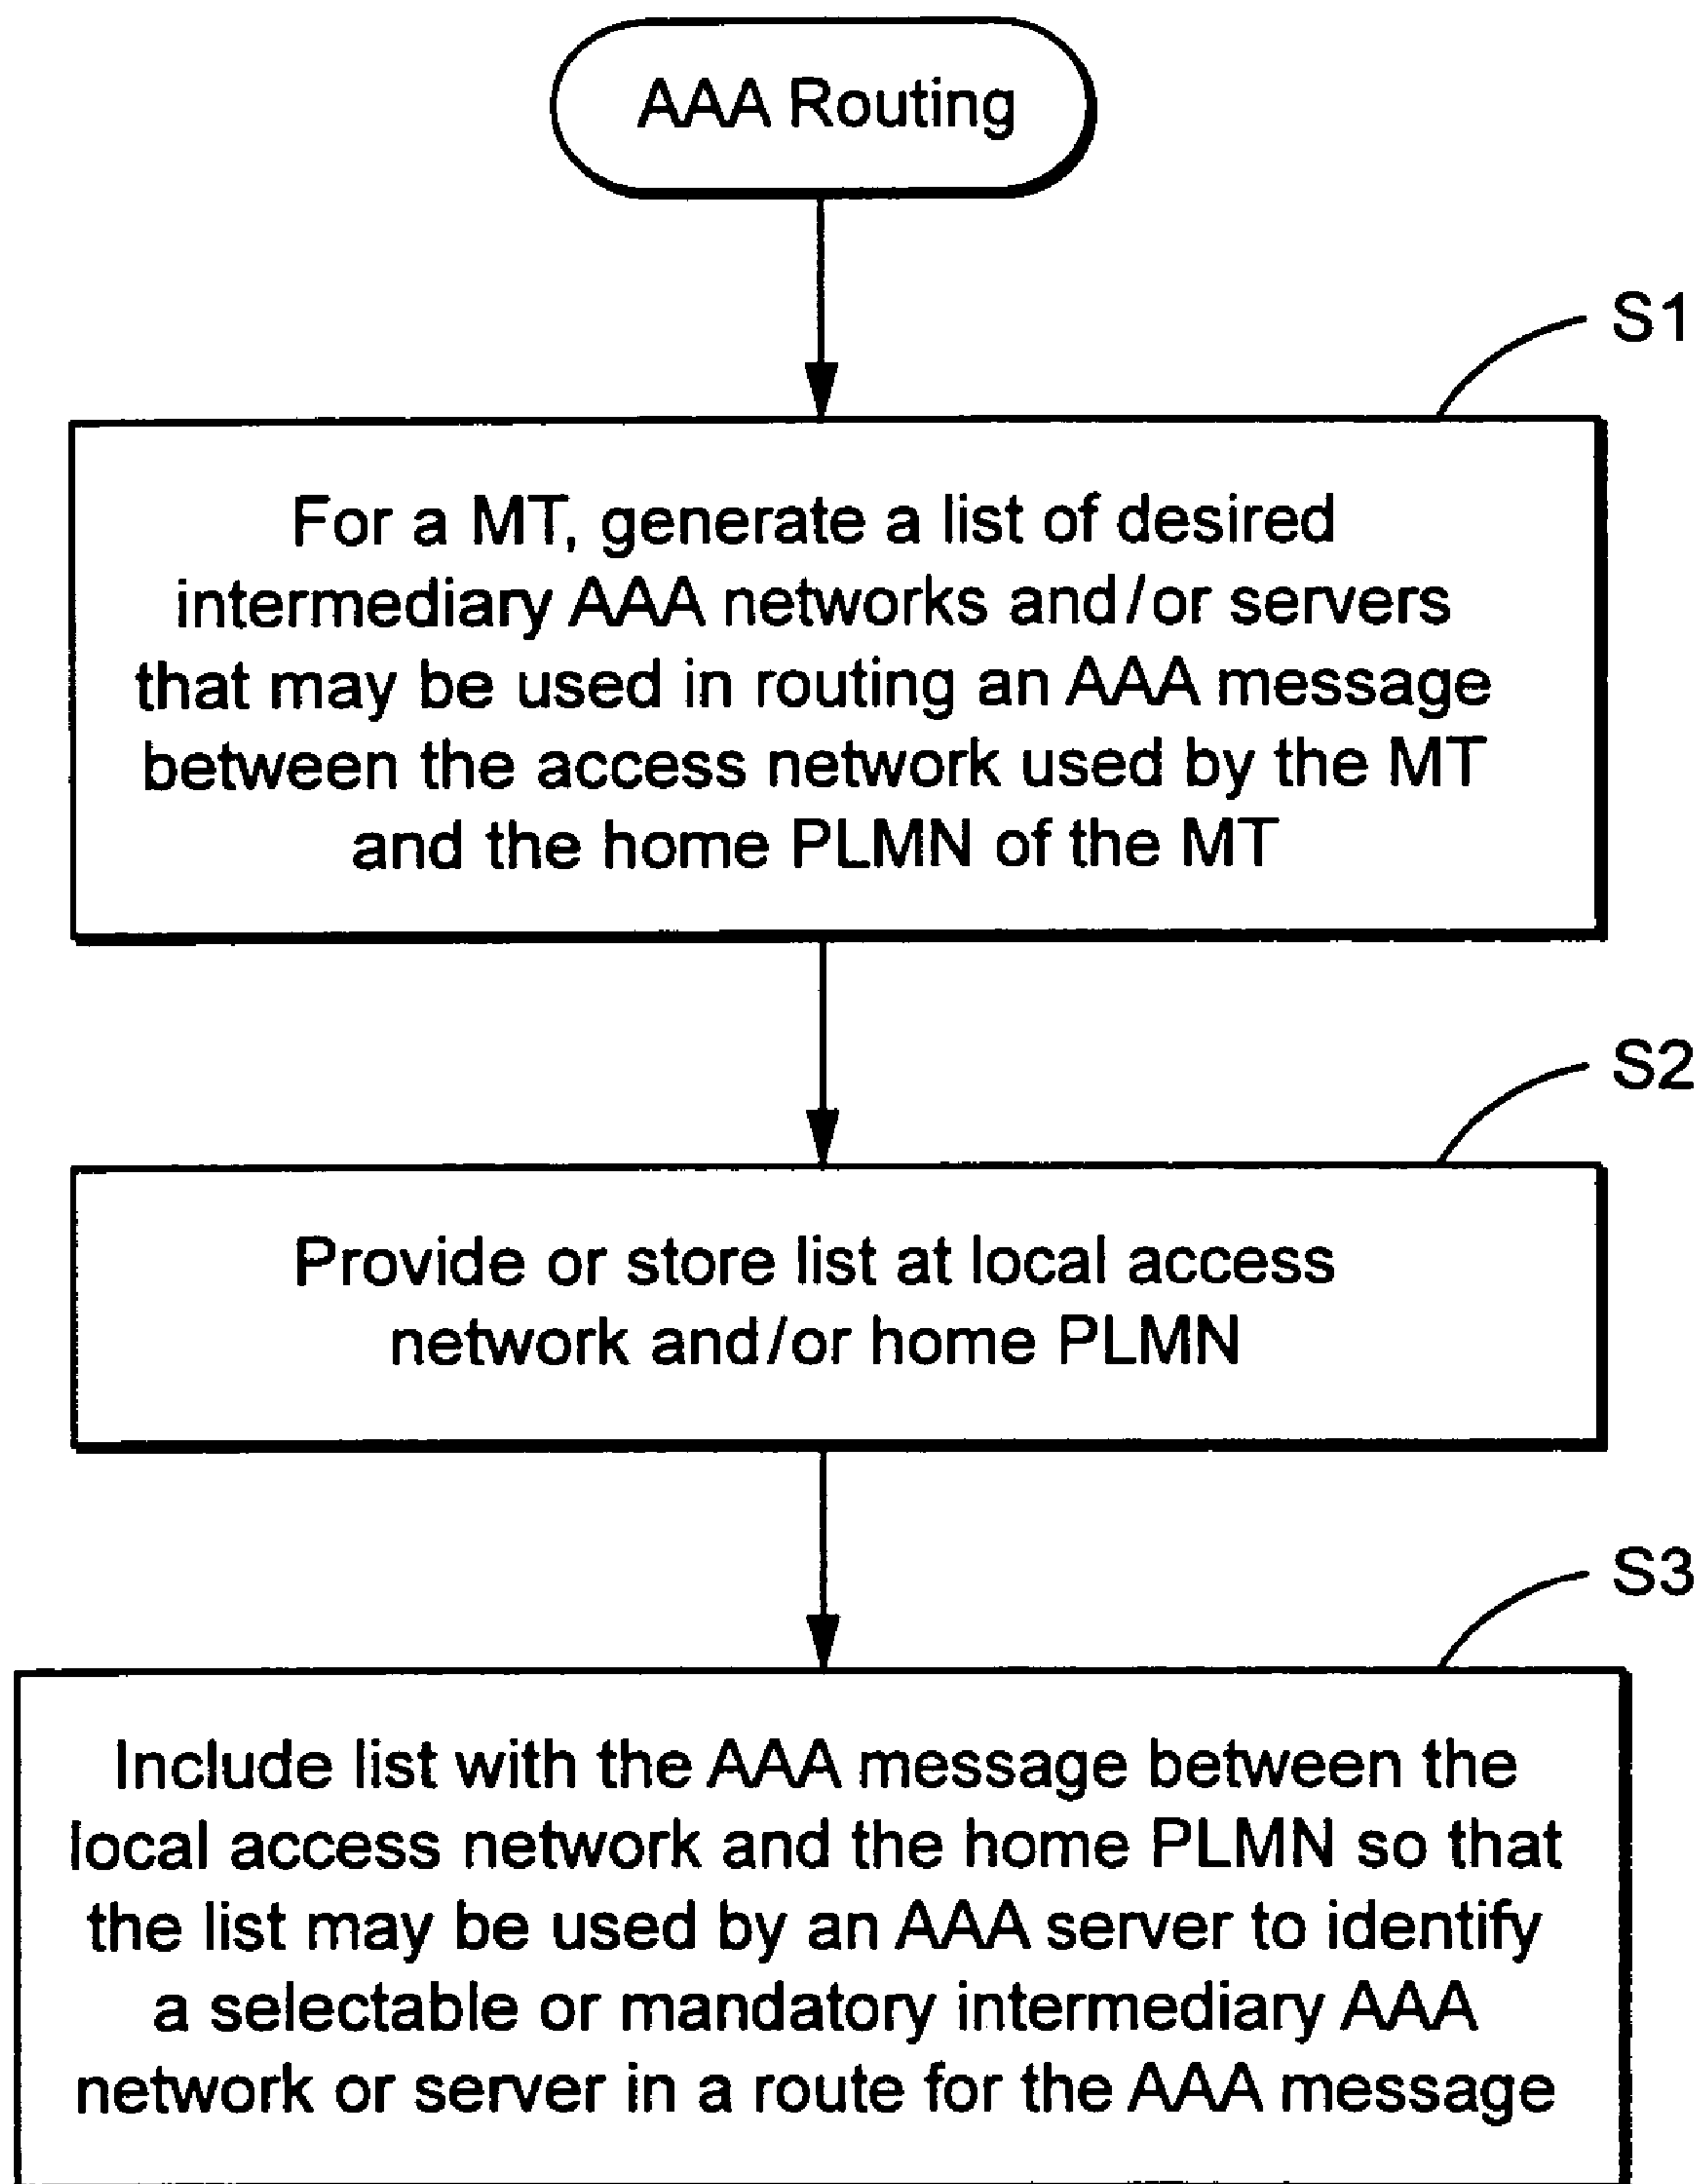 AAA Routing
S1
For a MT, generate a list of desired
intermediary AAA networks and/or servers
that may be used in routing an AAA message
between the access network used by the MT
and the home PLMN of the MT
S2
Provide or store list at local access
network and/or home PLMN
S3
Include list with the AAA message between the
local access network and the home PLMN so that
the list may be used by an AAA server to identify
a selectable or mandatory intermediary AAA
network or server in a route for the AAA message